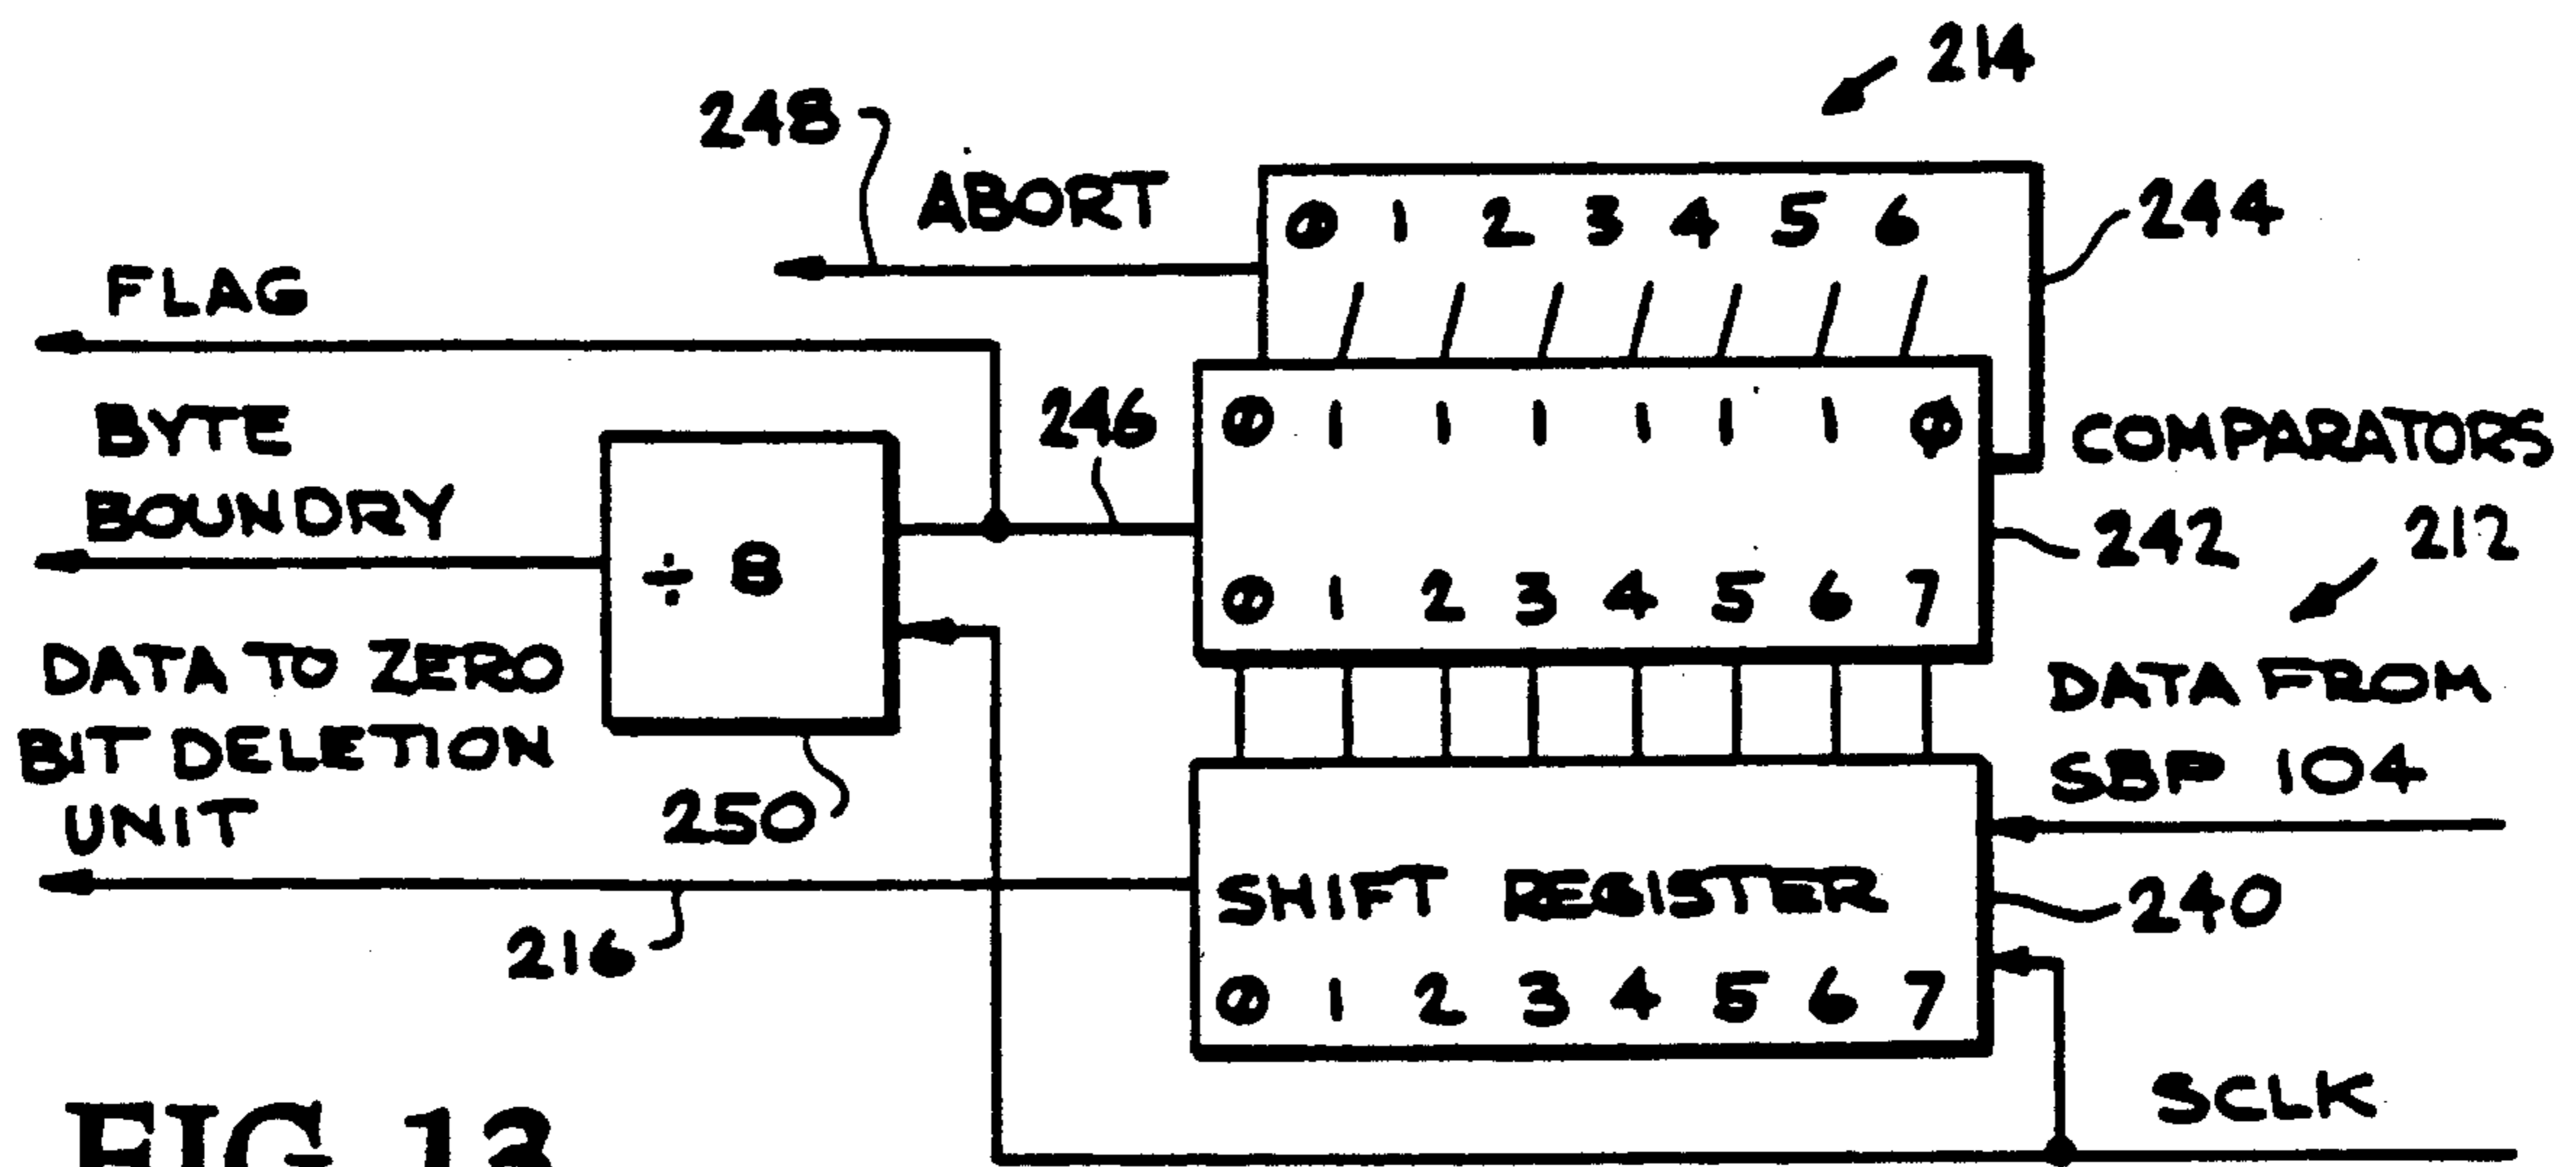 214
248
ABORT
0 1 2 3 4 5 6
244
FLAG
BYTE
BOUNDRY
246
0 1 1 1 1 1 1 0
COMPARATORS
242
212
÷ 8
0 1 2 3 4 5 6 7
DATA TO ZERO
BIT DELETION
UNIT
250
DATA FROM
SBP 104
216
SHIFT REGISTER
240
0 1 2 3 4 5 6 7
SCLK
FIG 13